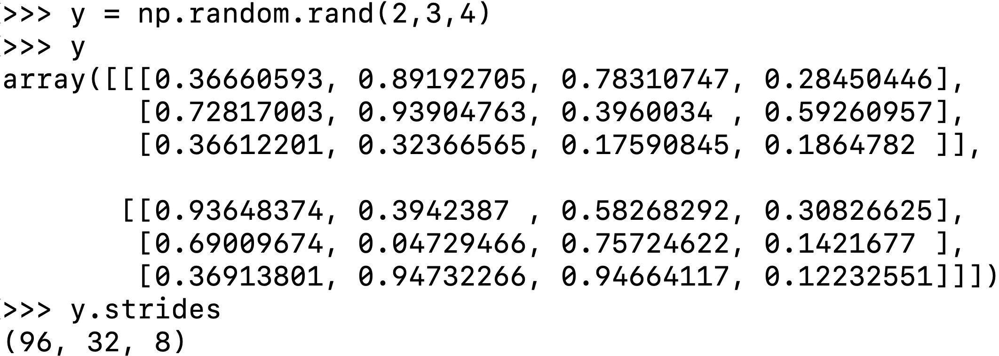 >>> y = np.random.rand(2,3,4)
>>> y
array([[[0.36660593, 0.89192705, 0.78310747, 0.28450446],
        [0.72817003, 0.93904763, 0.3960034 , 0.59260957],
        [0.36612201, 0.32366565, 0.17590845, 0.1864782 ]],

       [[0.93648374, 0.3942387 , 0.58268292, 0.30826625],
        [0.69009674, 0.04729466, 0.75724622, 0.1421677 ],
        [0.36913801, 0.94732266, 0.94664117, 0.12232551]]])
>>> y.strides
(96, 32, 8)